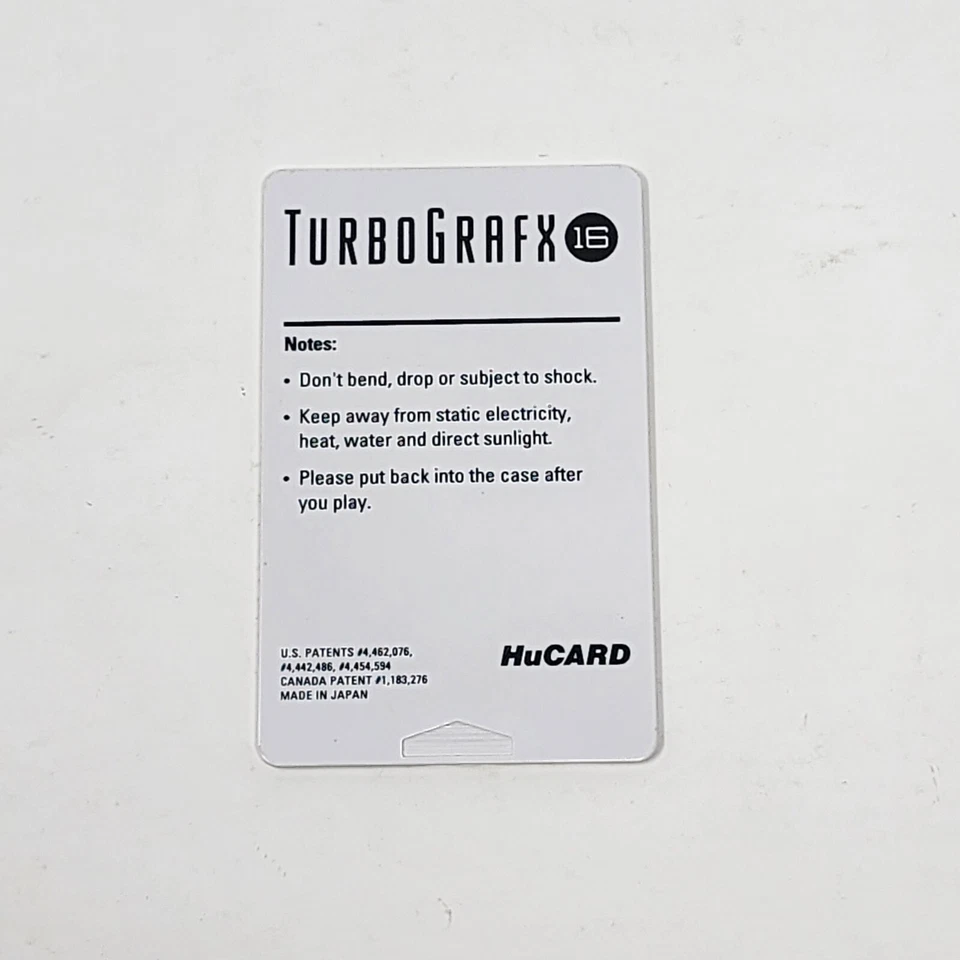 TURBOGRAFX 16
Notes:
• Don't bend, drop or subject to shock.
• Keep away from static electricity,
heat, water and direct sunlight.
• Please put back into the case after
you play.
U.S. PATENTS #4,462,076,
#4,442,486, #4,454,594
CANADA PATENT #1,183,276
MADE IN JAPAN
HuCARD